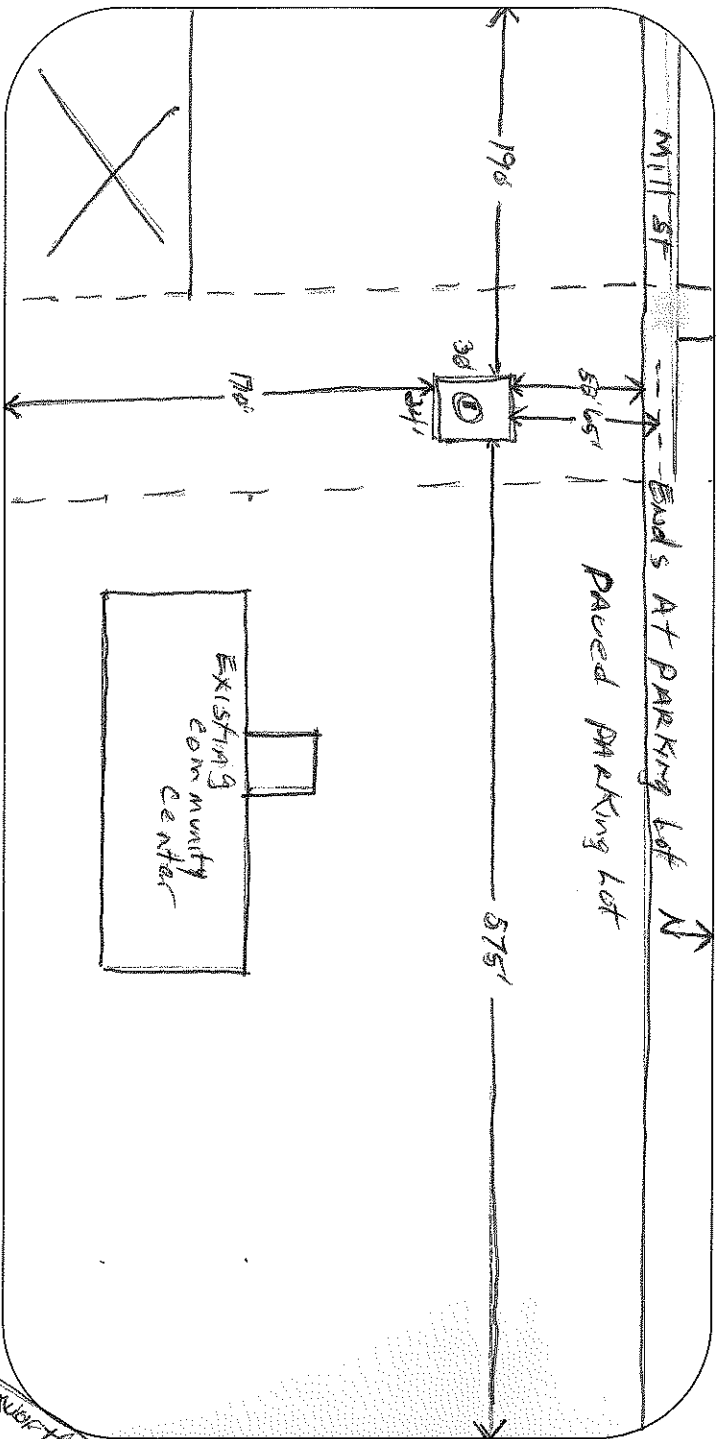 Mill St
Ends At PARKing Lot
N
PAved PARKing Lot
190'
50'
65'
30'
24'
1
170'
575'
Existing
Community
Center